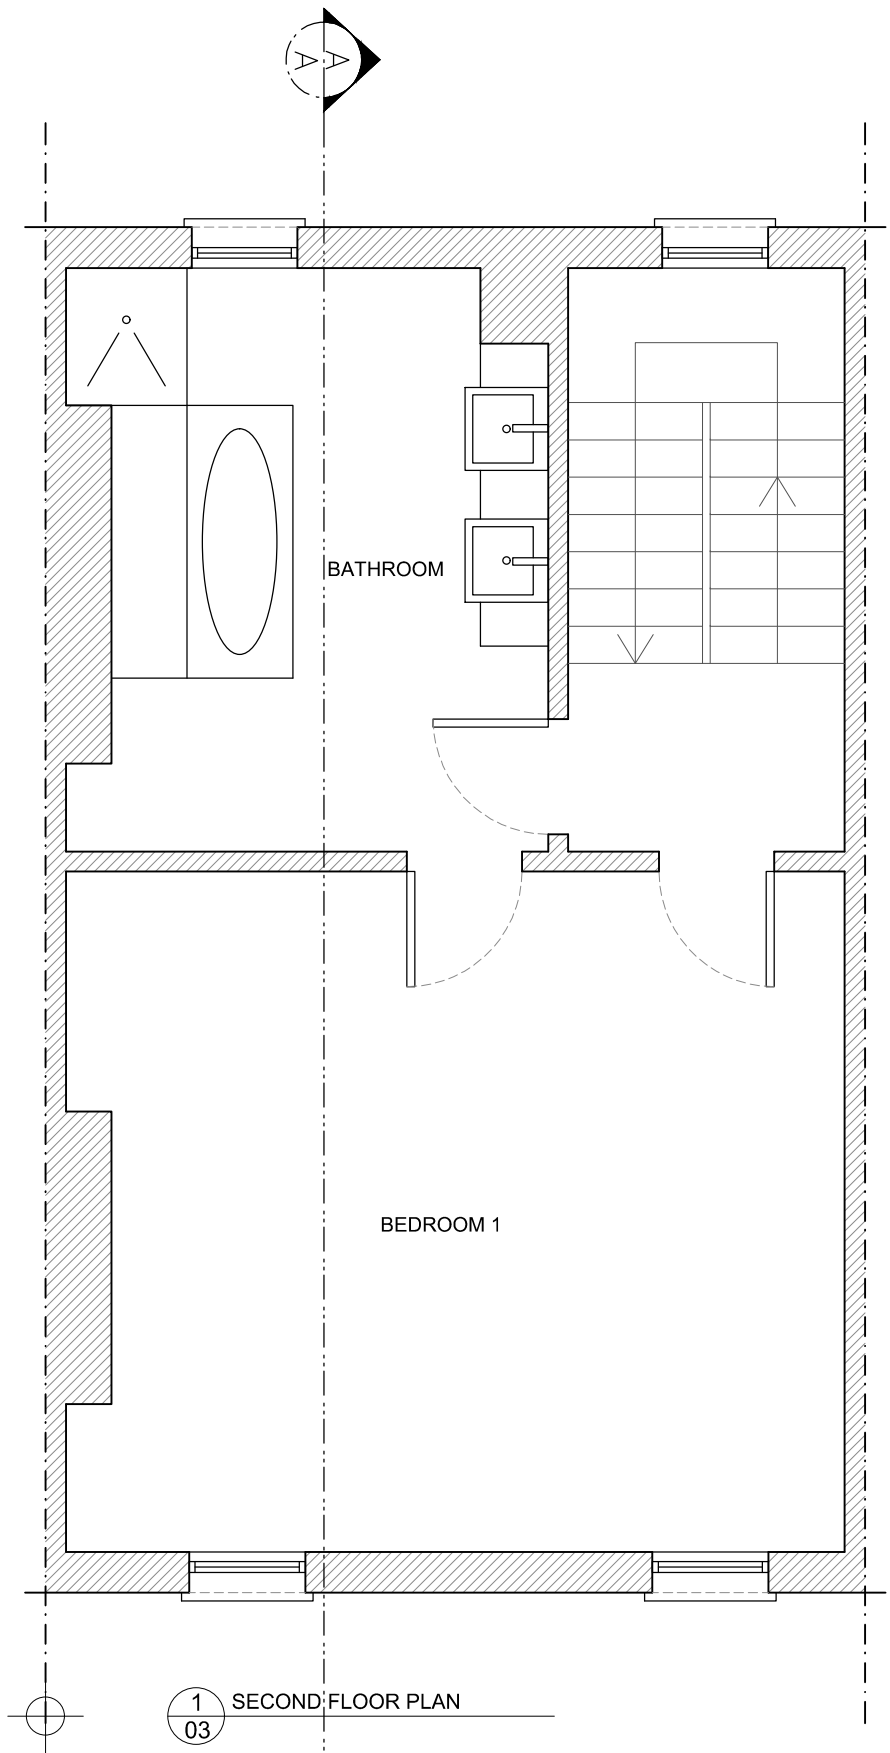 A A
BATHROOM
BEDROOM 1
1 SECOND FLOOR PLAN
03